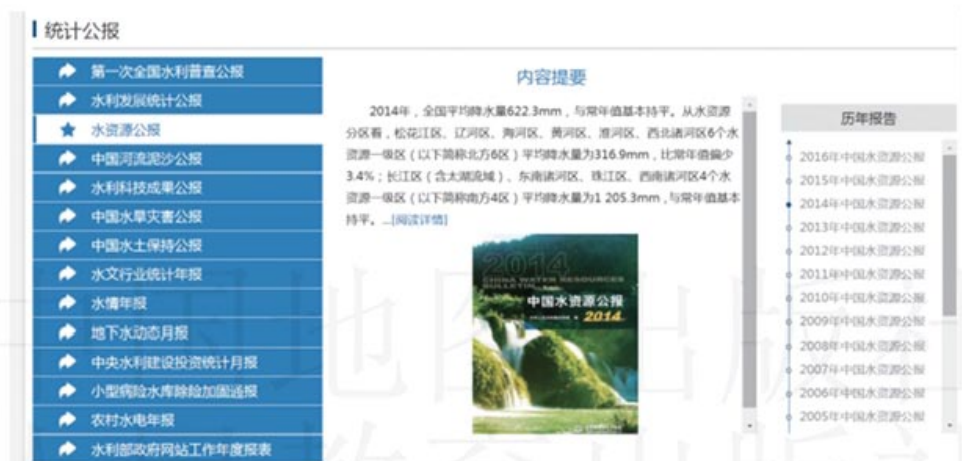 统计公报
第一次全国水利普查公报
水利发展统计公报
水资源公报
中国河流泥沙公报
水利科技成果公报
中国水旱灾害公报
中国水土保持公报
水文行业统计年报
水情年报
地下水动态月报
中央水利建设投资统计月报
小型病险水库除险加固通报
农村水电年报
水利部政府网站工作年度报表
内容提要
2014年，全国平均降水量622.3mm，与常年值基本持平。从水资源
分区看，松花江区、辽河区、海河区、黄河区、淮河区、西北诸河区6个水
资源一级区（以下简称北方6区）平均降水量为316.9mm，比常年值偏少
3.4%；长江区（含太湖流域）、东南诸河区、珠江区、西南诸河区4个水
资源一级区（以下简称南方4区）平均降水量为1 205.3mm，与常年值基本
持平。...[阅读详情]
2014
CHINA WATER RESOURCES
BULLETIN
中国水资源公报
2014
历年报告
2016年中国水资源公报
2015年中国水资源公报
2014年中国水资源公报
2013年中国水资源公报
2012年中国水资源公报
2011年中国水资源公报
2010年中国水资源公报
2009年中国水资源公报
2008年中国水资源公报
2007年中国水资源公报
2006年中国水资源公报
2005年中国水资源公报